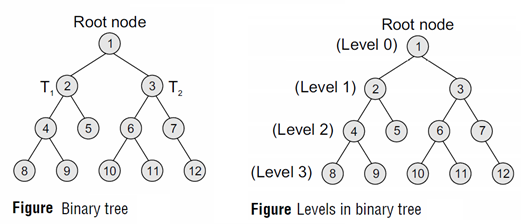 Root node
1
T1 2 3 T2
4 5 6 7
8 9 10 11 12
Figure Binary tree
Root node
(Level 0) 1
(Level 1) 2 3
(Level 2) 4 5 6 7
(Level 3) 8 9 10 11 12
Figure Levels in binary tree